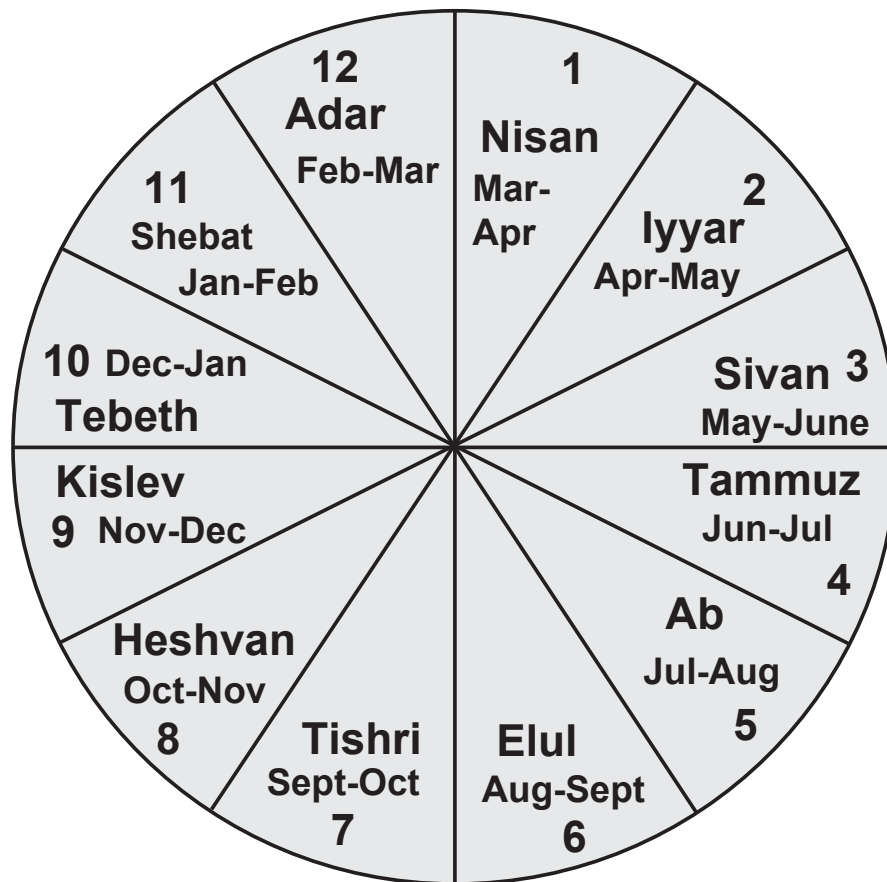 1
Nisan
Mar-
Apr
2
Iyyar
Apr-May
Sivan 3
May-June
Tammuz
Jun-Jul
4
Ab
Jul-Aug
5
Elul
Aug-Sept
6
Tishri
Sept-Oct
7
Heshvan
Oct-Nov
8
Kislev
9 Nov-Dec
10 Dec-Jan
Tebeth
11
Shebat
Jan-Feb
12
Adar
Feb-Mar